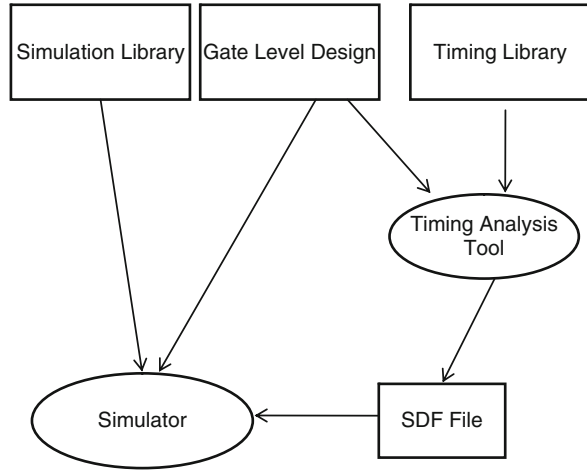 Simulation Library
Gate Level Design
Timing Library
Timing Analysis
Tool
Simulator
SDF File